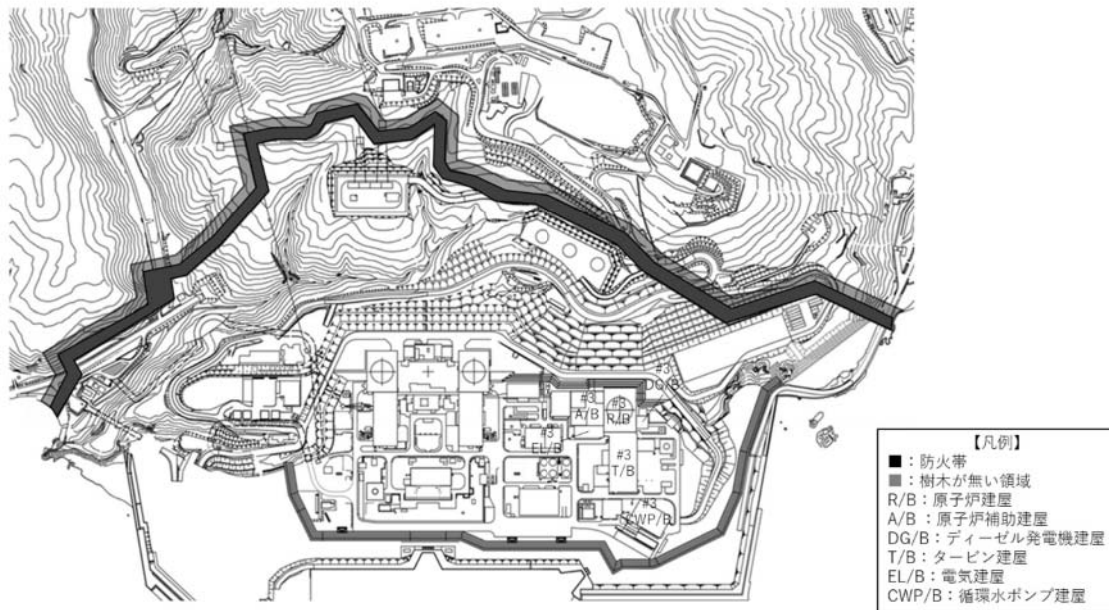 #3
DG/B
#3
A/B
#3
R/B
#3
EL/B
#3
T/B
#3
CWP/B
【凡例】
■：防火帯
■：樹木が無い領域
R/B：原子炉建屋
A/B：原子炉補助建屋
DG/B：ディーゼル発電機建屋
T/B：タービン建屋
EL/B：電気建屋
CWP/B：循環水ポンプ建屋